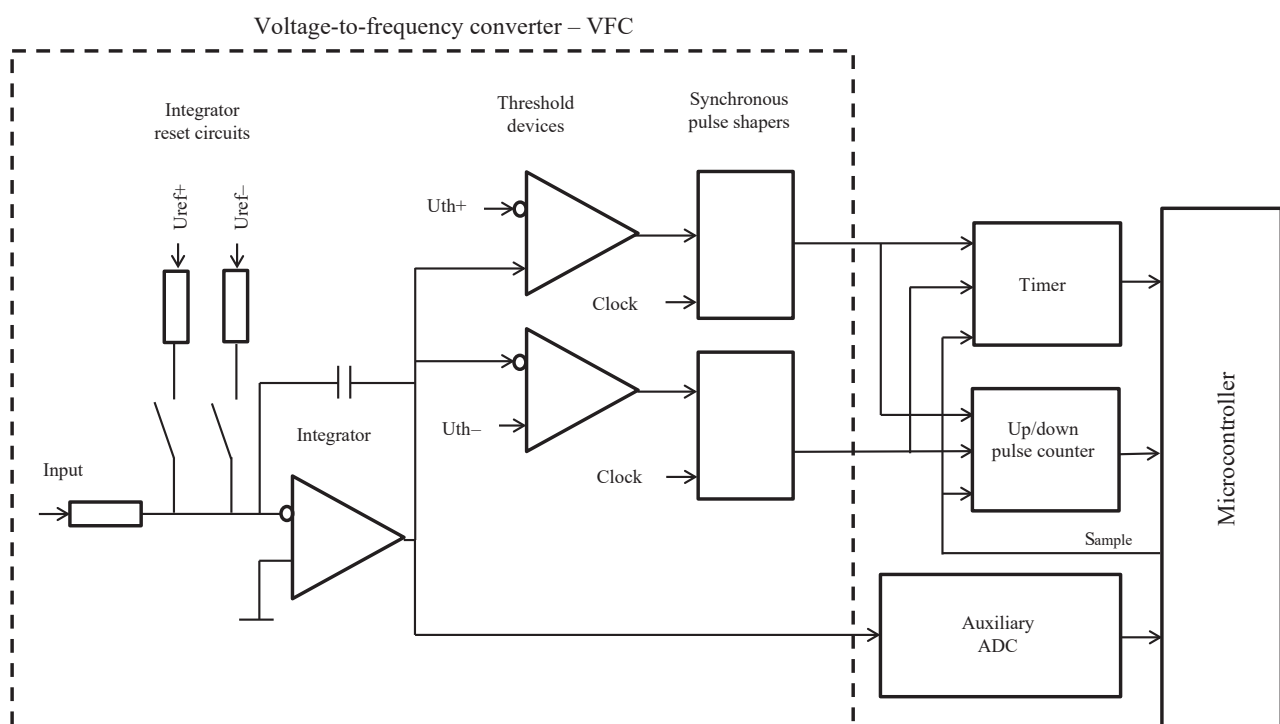 Voltage-to-frequency converter – VFC
Integrator
reset circuits
Threshold
devices
Synchronous
pulse shapers
Uref+
Uref–
Uth+
Clock
Timer
Integrator
Uth–
Clock
Up/down
pulse counter
Input
Sample
Auxiliary
ADC
Microcontroller